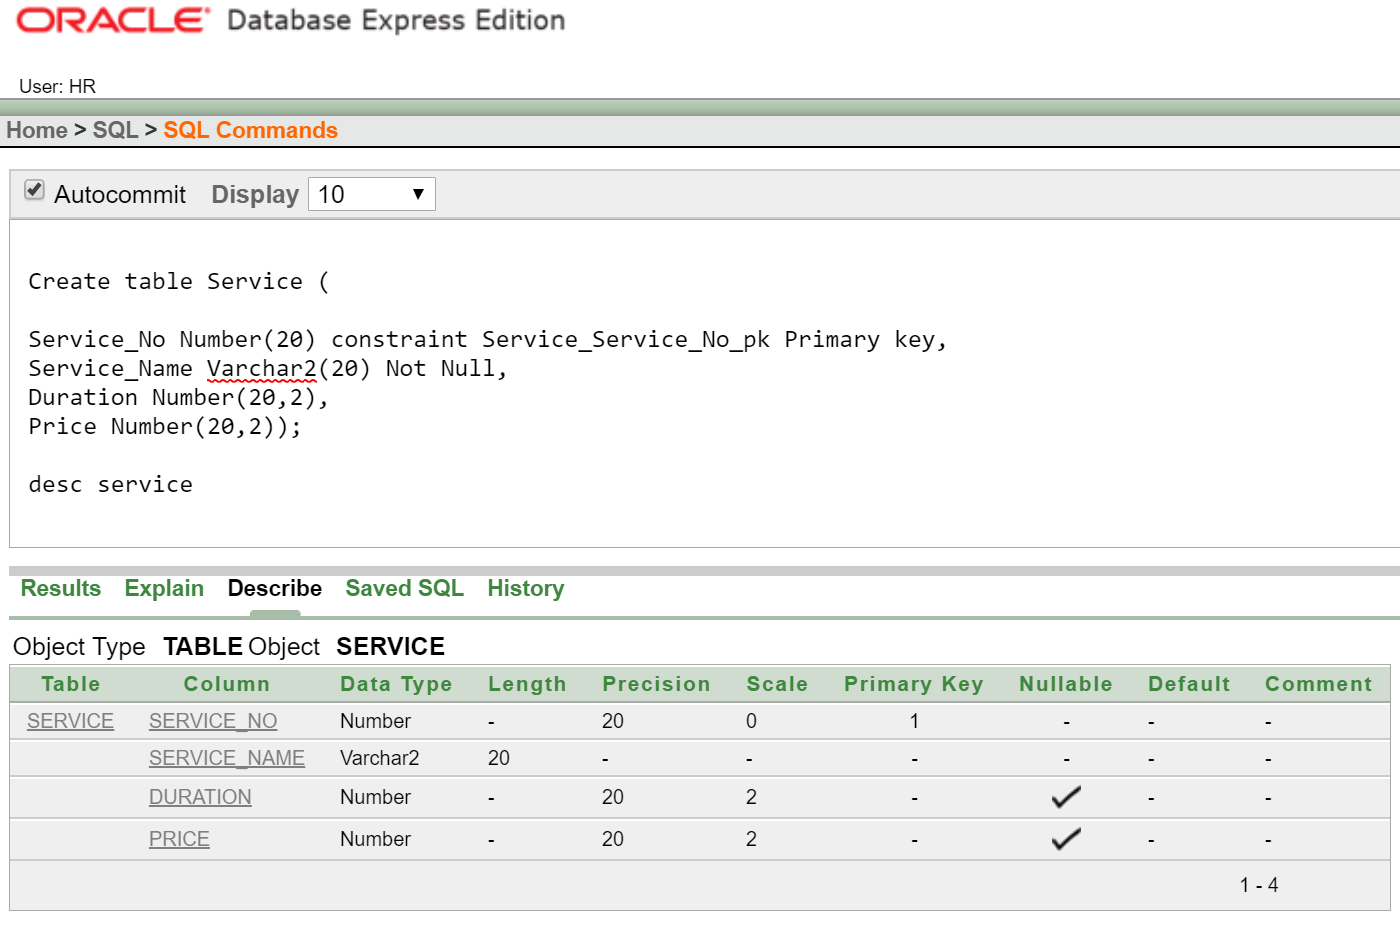 ORACLE Database Express Edition
User: HR
Home > SQL > SQL Commands
Autocommit Display 10
Create table Service (
Service_No Number(20) constraint Service_Service_No_pk Primary key,
Service_Name Varchar2(20) Not Null,
Duration Number(20,2),
Price Number(20,2));
desc service
Results Explain Describe Saved SQL History
Object Type TABLE Object SERVICE
Table Column Data Type Length Precision Scale Primary Key Nullable Default Comment
SERVICE SERVICE_NO Number - 20 0 1 - - -
SERVICE_NAME Varchar2 20 - - - - - -
DURATION Number - 20 2 - ✓ - -
PRICE Number - 20 2 - ✓ - -
1 - 4